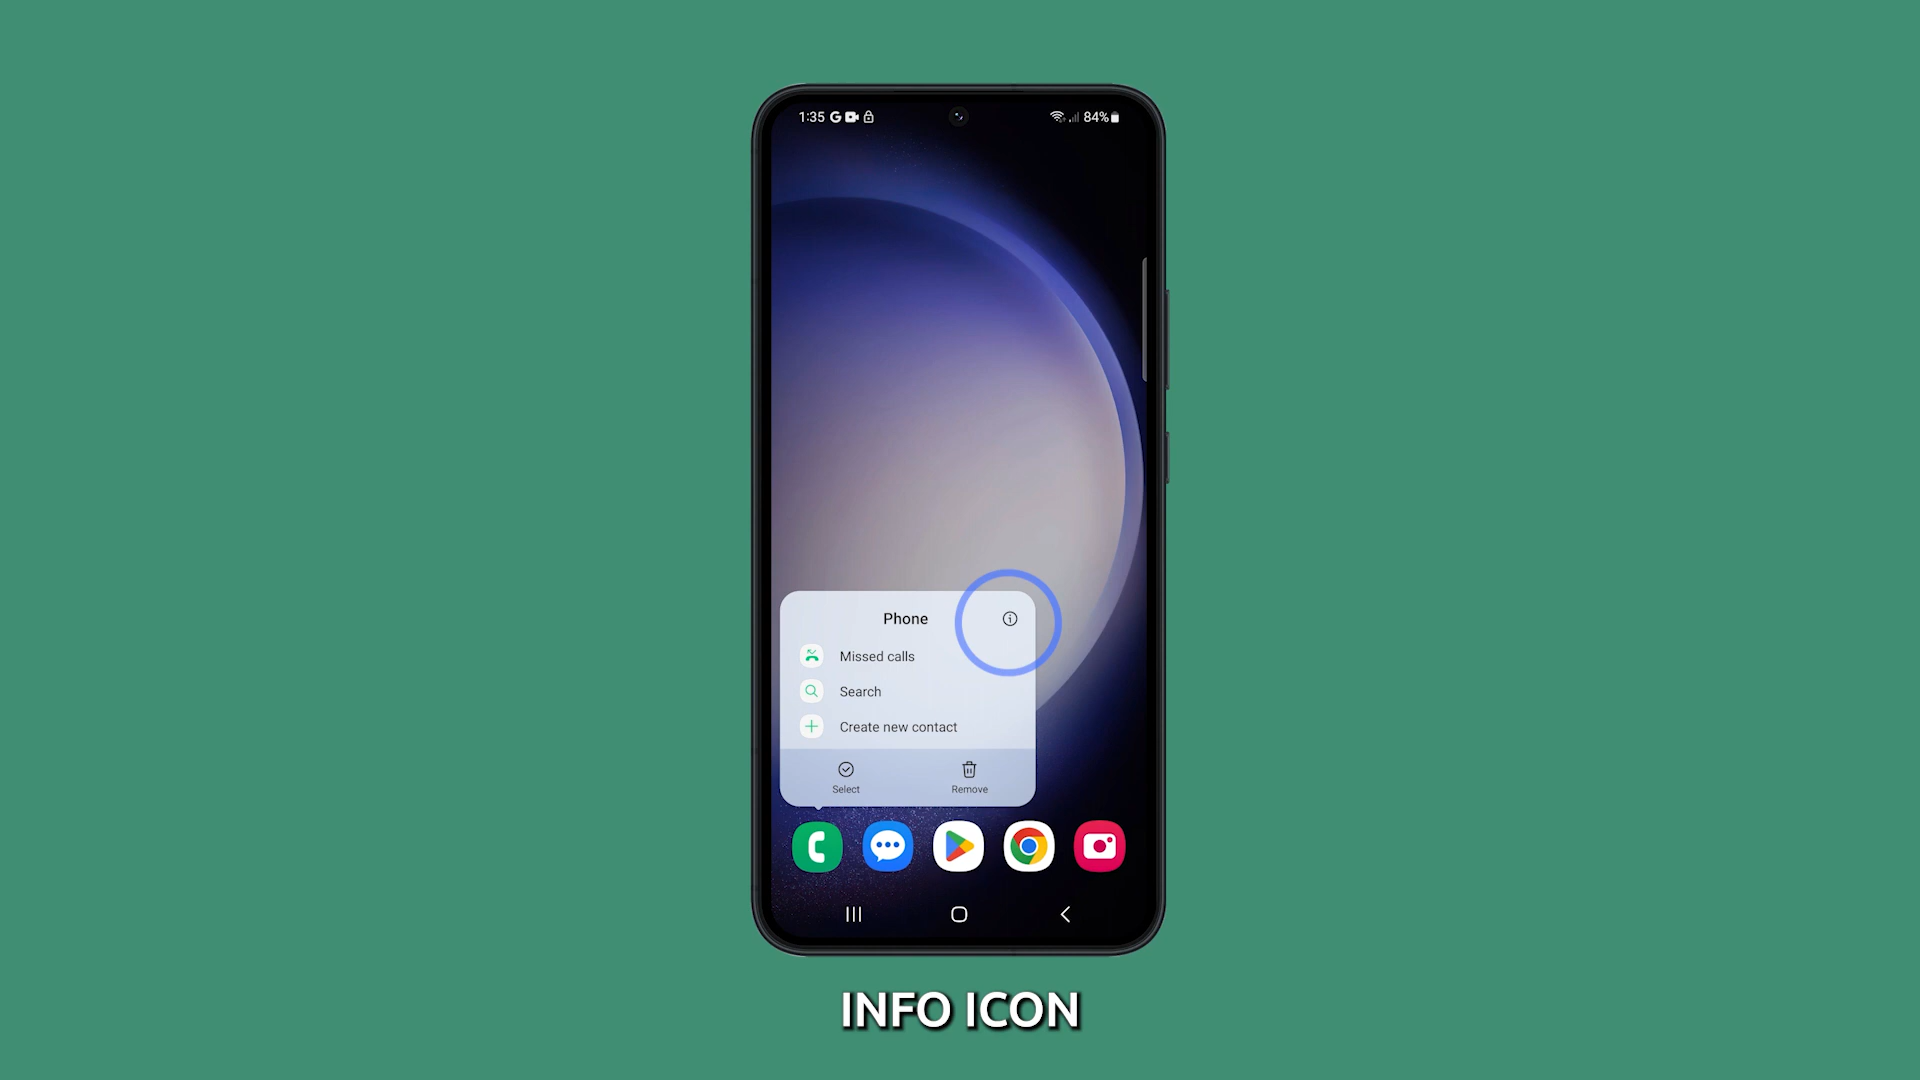 1:35
84%
Phone
Missed calls
Search
Create new contact
Select Remove
INFO ICON